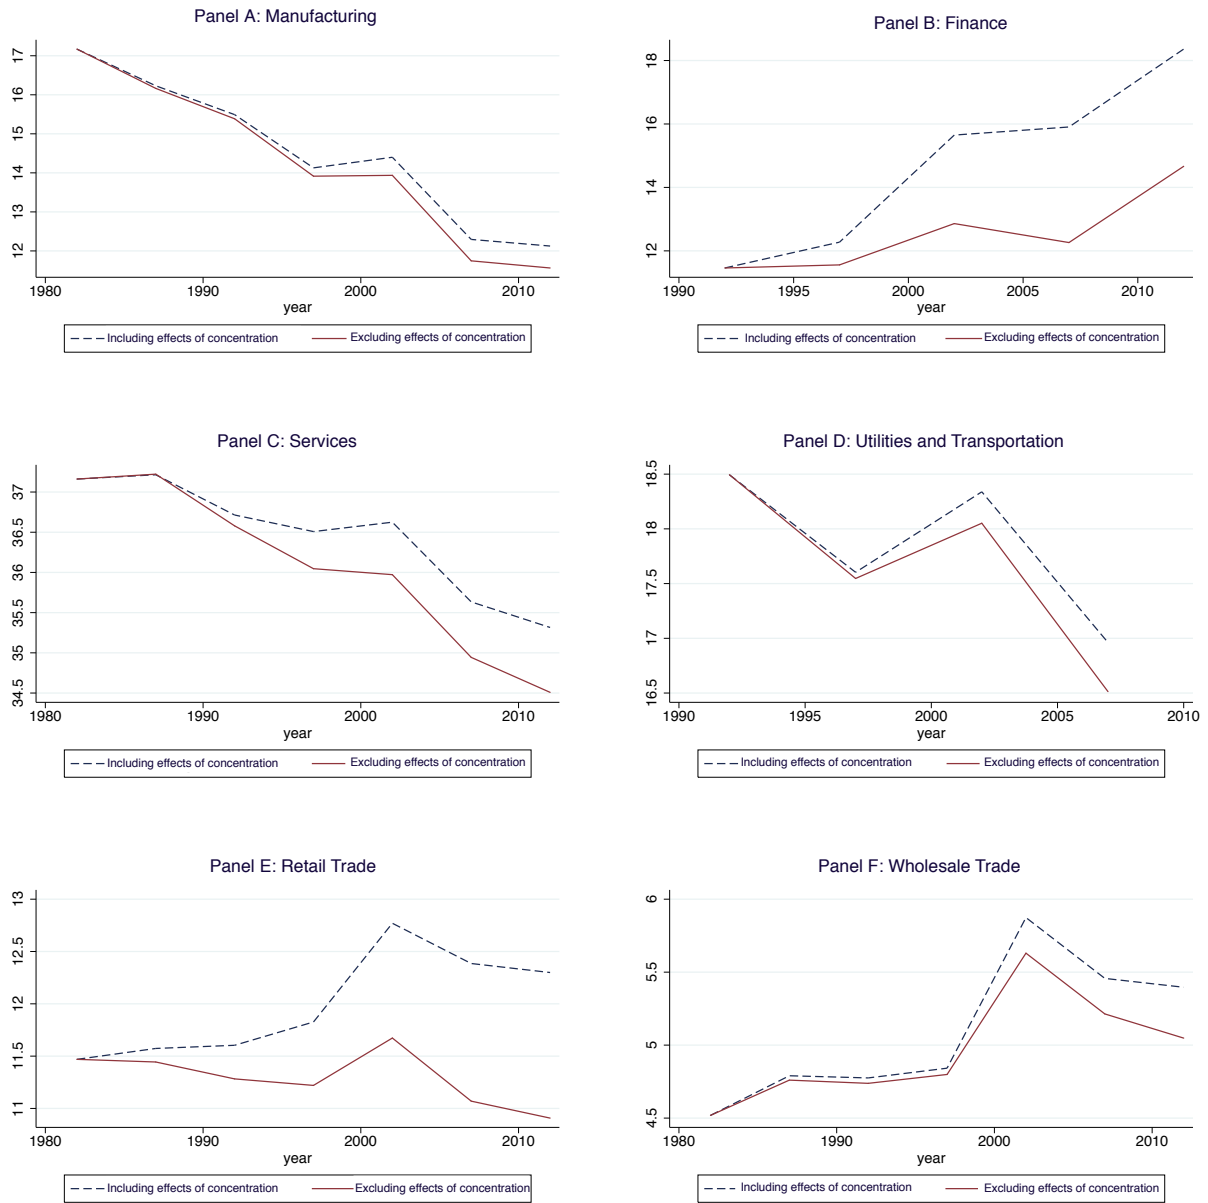 Panel A: Manufacturing
17
16
15
14
13
12
1980 1990 2000 2010
year
Including effects of concentration Excluding effects of concentration
Panel B: Finance
18
16
14
12
1990 1995 2000 2005 2010
year
Including effects of concentration Excluding effects of concentration
Panel C: Services
37
36.5
36
35.5
35
34.5
1980 1990 2000 2010
year
Including effects of concentration Excluding effects of concentration
Panel D: Utilities and Transportation
18.5
18
17.5
17
16.5
1990 1995 2000 2005 2010
year
Including effects of concentration Excluding effects of concentration
Panel E: Retail Trade
13
12.5
12
11.5
11
1980 1990 2000 2010
year
Including effects of concentration Excluding effects of concentration
Panel F: Wholesale Trade
6
5.5
5
4.5
1980 1990 2000 2010
year
Including effects of concentration Excluding effects of concentration